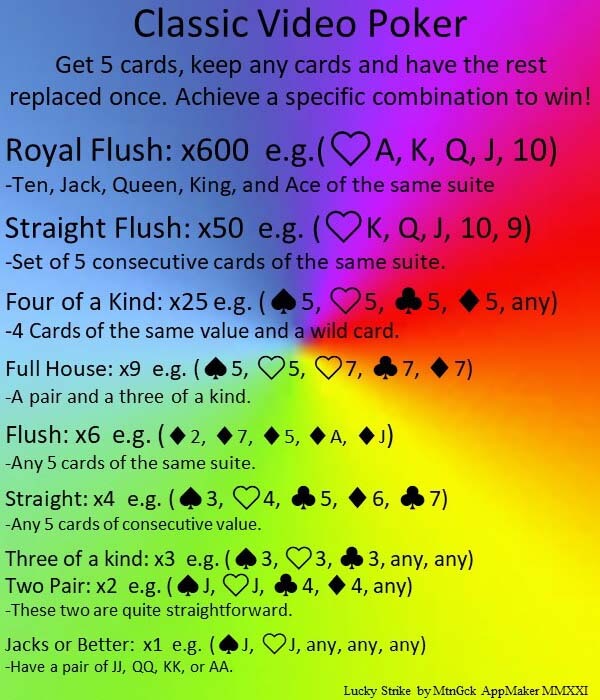 Classic Video Poker
Get 5 cards, keep any cards and have the rest
replaced once. Achieve a specific combination to win!
Royal Flush: x600 e.g.(♡A, K, Q, J, 10)
-Ten, Jack, Queen, King, and Ace of the same suite
Straight Flush: x50 e.g. (♡K, Q, J, 10, 9)
-Set of 5 consecutive cards of the same suite.
Four of a Kind: x25 e.g. (♠5, ♡5, ♣5, ♦5, any)
-4 Cards of the same value and a wild card.
Full House: x9 e.g. (♠5, ♡5, ♡7, ♣7, ♦7)
-A pair and a three of a kind.
Flush: x6 e.g. (♦2, ♦7, ♦5, ♦A, ♦J)
-Any 5 cards of the same suite.
Straight: x4 e.g. (♠3, ♡4, ♣5, ♦6, ♣7)
-Any 5 cards of consecutive value.
Three of a kind: x3 e.g. (♠3, ♡3, ♣3, any, any)
Two Pair: x2 e.g. (♠J, ♡J, ♣4, ♦4, any)
-These two are quite straightforward.
Jacks or Better: x1 e.g. (♠J, ♡J, any, any, any)
-Have a pair of JJ, QQ, KK, or AA.
Lucky Strike by MtnGck AppMaker MMXXI